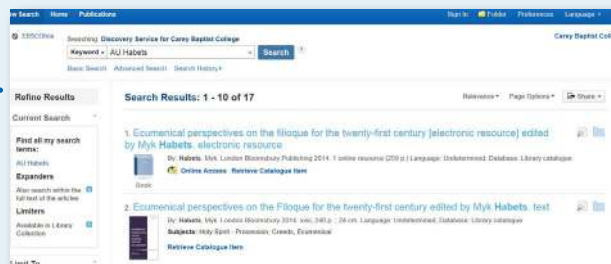 New Search Home Publications
Sign In Folder Preferences Languages
Searching: Discovery Service for Carey Baptist College
Carey Baptist Coll
Keyword AU Habets Search
Basic Search Advanced Search Search History
Refine Results
Current Search
Find all my search terms:
AU Habets
Expanders
Also search within the full text of the articles
Limiters
Available in Library Collection
Limit To
Search Results: 1 - 10 of 17
Relevance Page Options Share
1. Ecumenical perspectives on the filioque for the twenty-first century [electronic resource] edited
by Myk Habets. electronic resource
By: Habets, Myk. London Bloomsbury Publishing 2014. 1 online resource (259 p.) Language: Undetermined. Database: Library catalogue
Online Access Retrieve Catalogue Item
Book
2. Ecumenical perspectives on the Filioque for the twenty-first century edited by Myk Habets. text
By: Habets, Myk. London Bloomsbury 2014. xviii, 240 p. ; 24 cm. Language: Undetermined. Database: Library catalogue
Subjects: Holy Spirit - Procession; Creeds, Ecumenical
Retrieve Catalogue Item